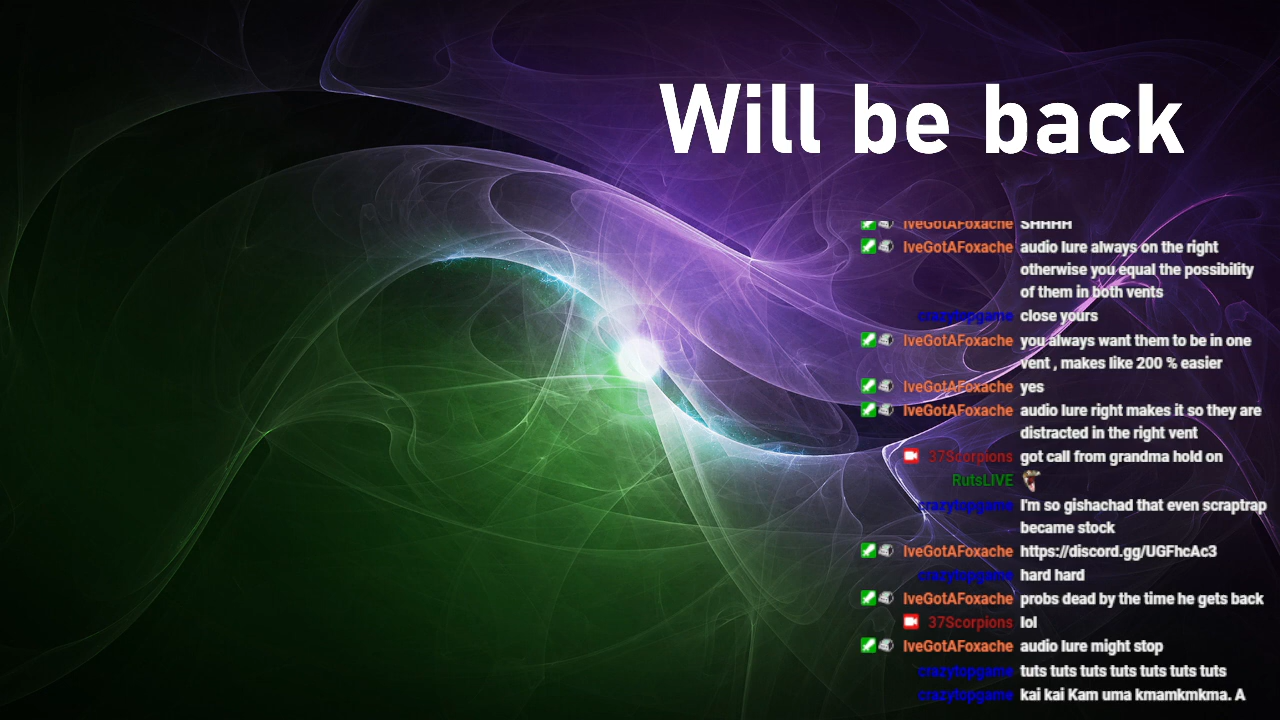 Will be back
IveGotAFoxache SHHHH
IveGotAFoxache audio lure always on the right
otherwise you equal the possibility
of them in both vents
crazytopgame close yours
IveGotAFoxache you always want them to be in one
vent , makes like 200 % easier
IveGotAFoxache yes
IveGotAFoxache audio lure right makes it so they are
distracted in the right vent
37Scorpions got call from grandma hold on
RutsLIVE
crazytopgame I'm so gishachad that even scraptrap
became stock
IveGotAFoxache https://discord.gg/UGFhcAc3
crazytopgame hard hard
IveGotAFoxache probs dead by the time he gets back
37Scorpions lol
IveGotAFoxache audio lure might stop
crazytopgame tuts tuts tuts tuts tuts tuts tuts
crazytopgame kai kai Kam uma kmamkmkma. A